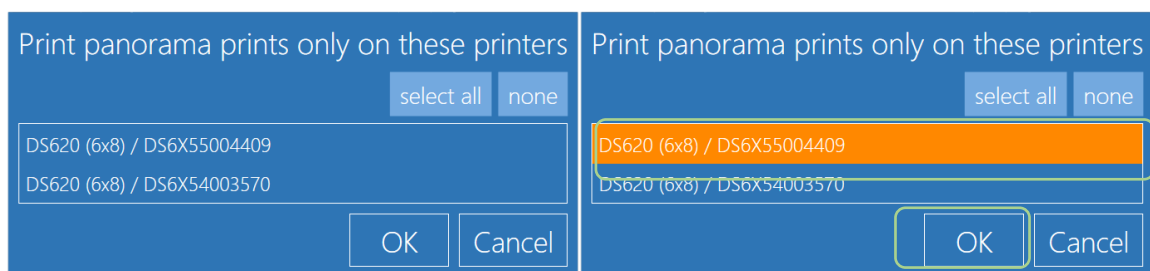 Print panorama prints only on these printers
select all none
DS620 (6x8) / DS6X55004409
DS620 (6x8) / DS6X54003570
OK Cancel
Print panorama prints only on these printers
select all none
DS620 (6x8) / DS6X55004409
DS620 (6x8) / DS6X54003570
OK Cancel